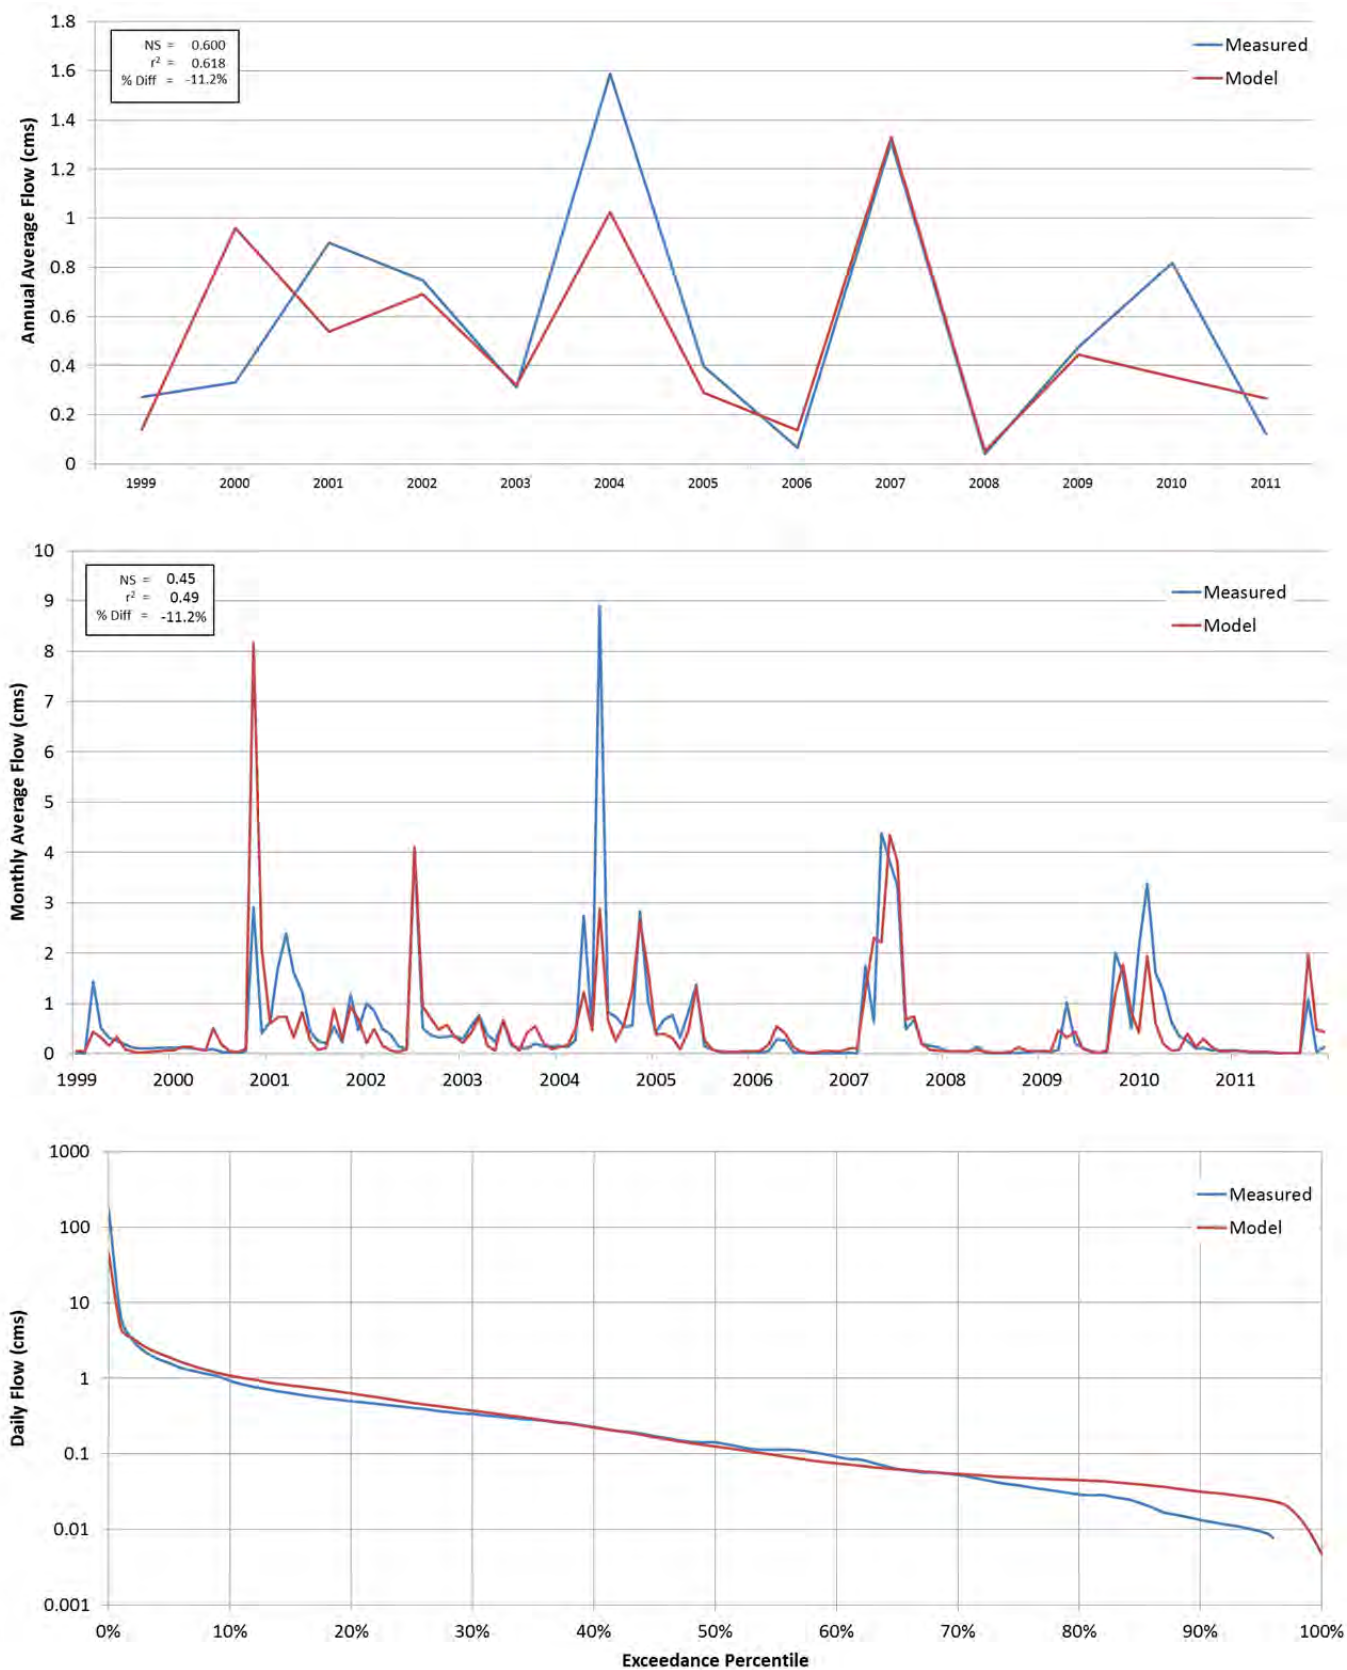 1.8
1.6
1.4
1.2
1
0.8
0.6
0.4
0.2
0
Annual Average Flow (cms)
NS = 0.600
r² = 0.618
% Diff = -11.2%
Measured
Model
1999 2000 2001 2002 2003 2004 2005 2006 2007 2008 2009 2010 2011
10
9
8
7
6
5
4
3
2
1
0
Monthly Average Flow (cms)
NS = 0.45
r² = 0.49
% Diff = -11.2%
Measured
Model
1999 2000 2001 2002 2003 2004 2005 2006 2007 2008 2009 2010 2011
1000
100
10
1
0.1
0.01
0.001
Daily Flow (cms)
Measured
Model
0% 10% 20% 30% 40% 50% 60% 70% 80% 90% 100%
Exceedance Percentile